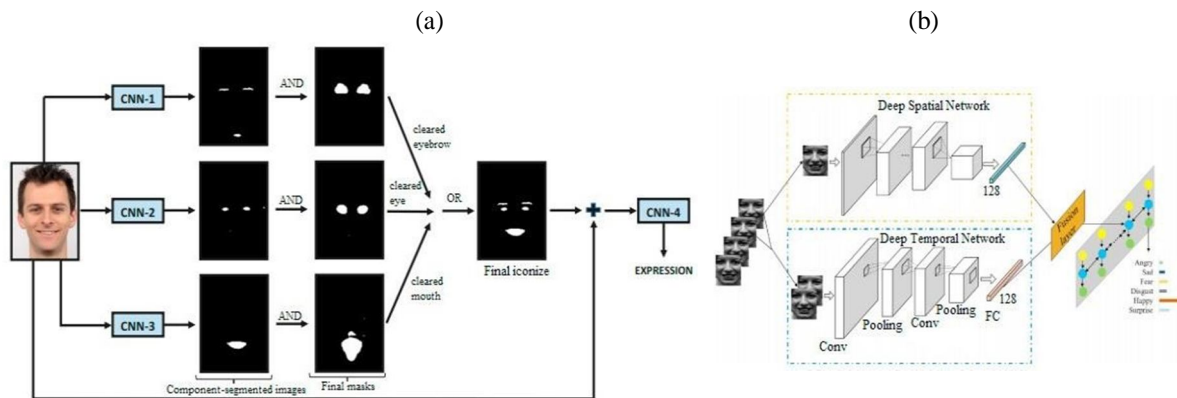 (a)
CNN-1
AND
cleared
eyebrow
CNN-2
AND
cleared
eye
OR
Final iconize
CNN-4
EXPRESSION
CNN-3
AND
cleared
mouth
Component-segmented images
Final masks
(b)
Deep Spatial Network
128
Deep Temporal Network
Conv
Pooling
Conv
Pooling
FC
128
Fusion
layer
Angry
Sad
Fear
Disgust
Happy
Surprise